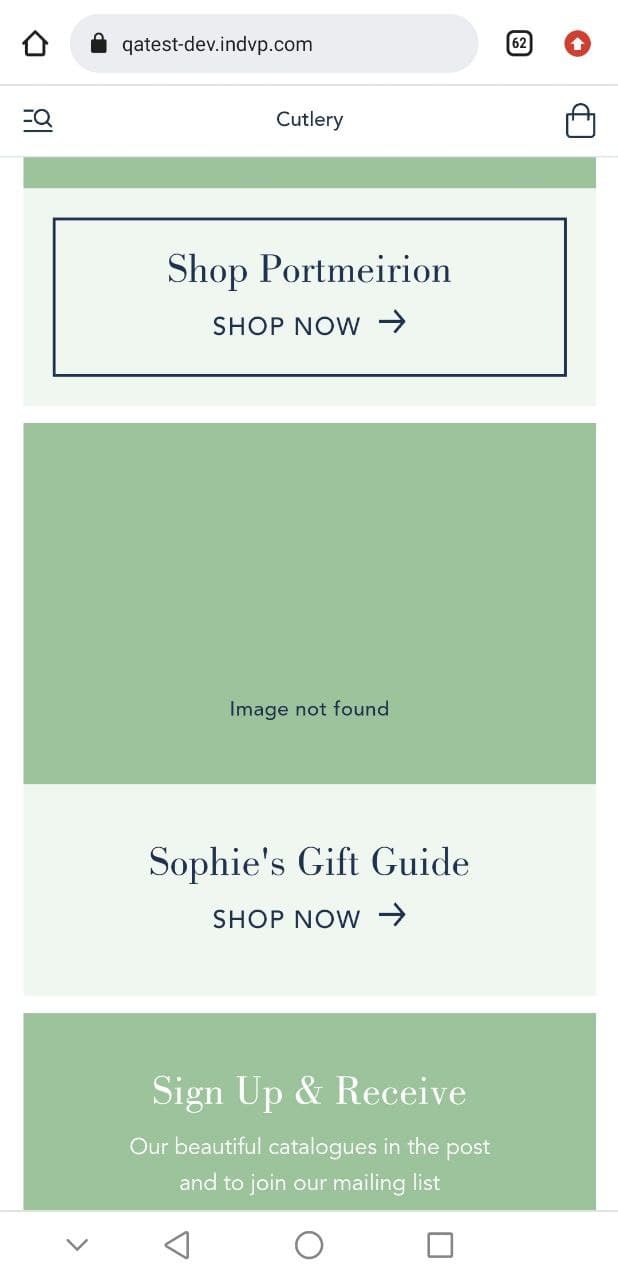 qatest-dev.indvp.com
62
Cutlery
Shop Portmeirion
SHOP NOW
Image not found
Sophie's Gift Guide
SHOP NOW
Sign Up & Receive
Our beautiful catalogues in the post
and to join our mailing list